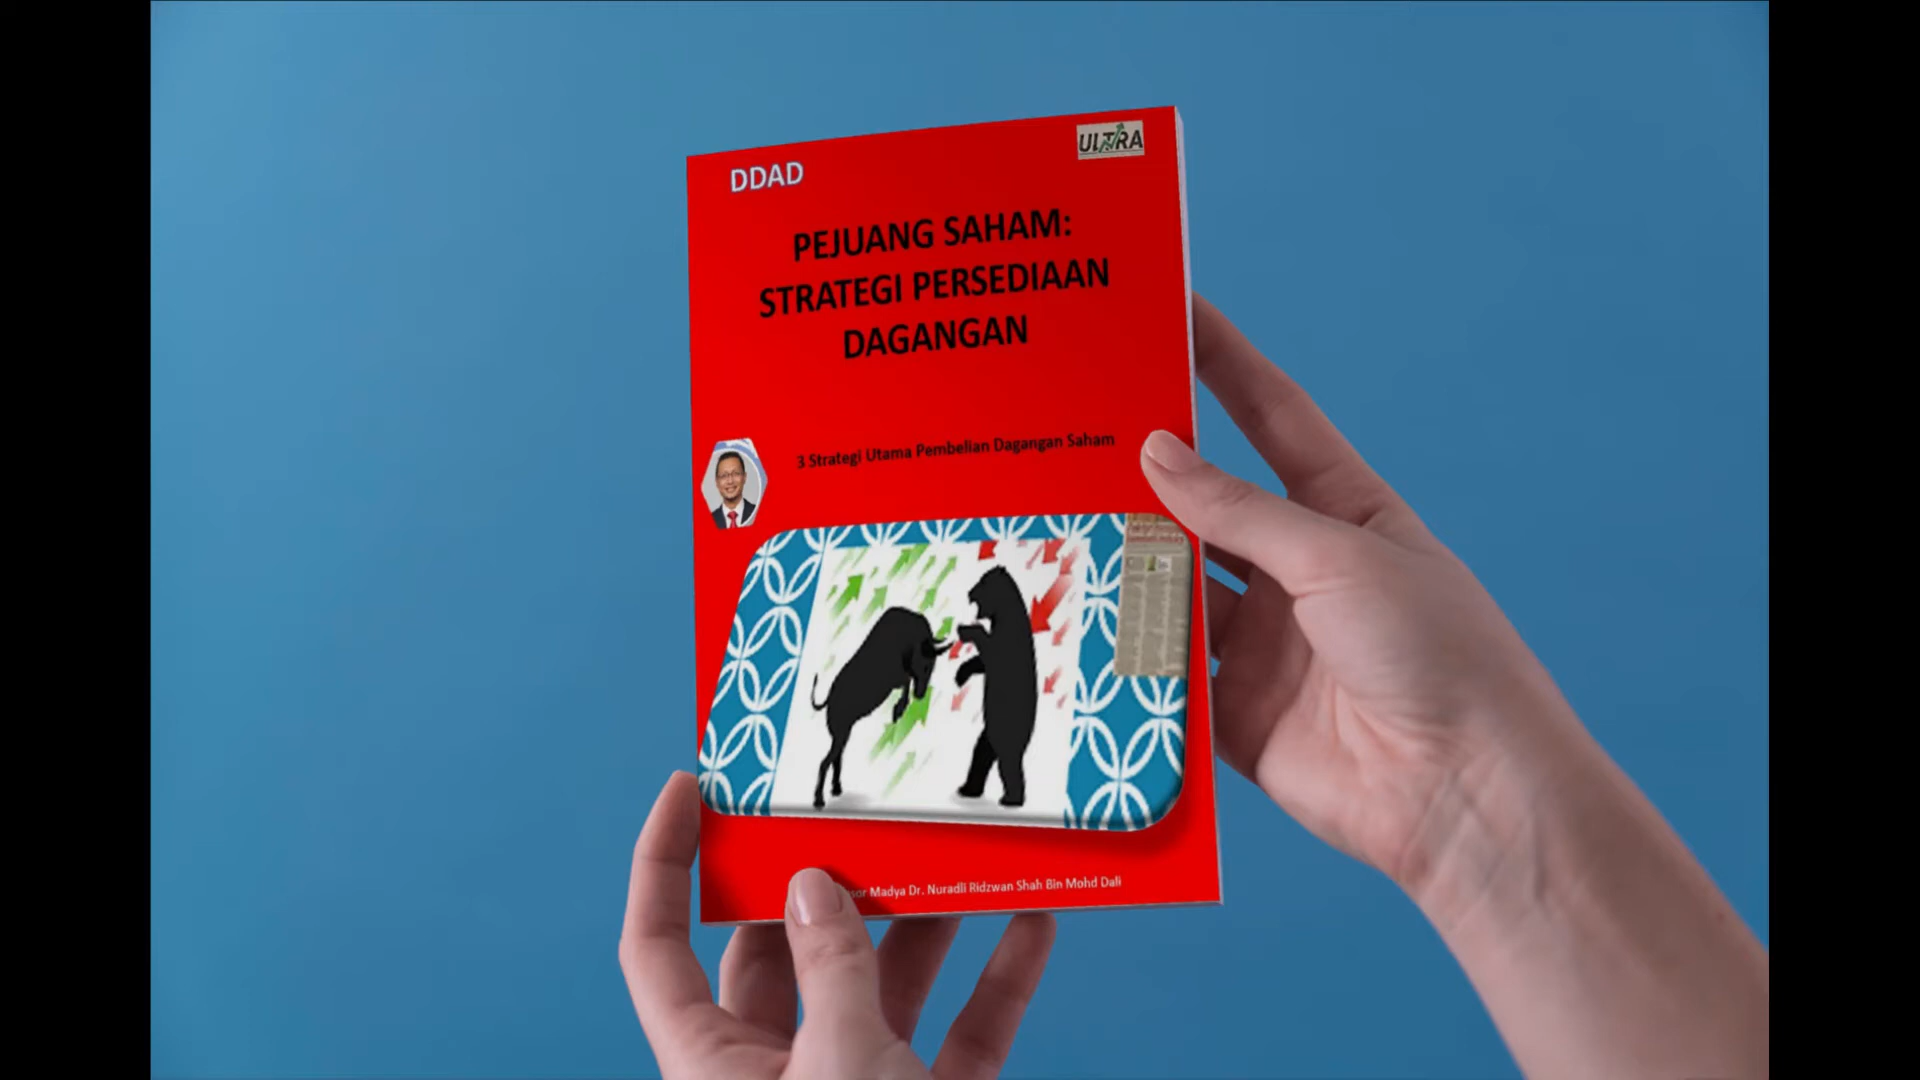 DDAD
ULTRA
PEJUANG SAHAM:
STRATEGI PERSEDIAAN
DAGANGAN
3 Strategi Utama Pembelian Dagangan Saham
Madya Dr. Nuradli Ridzwan Shah Bin Mohd Dali